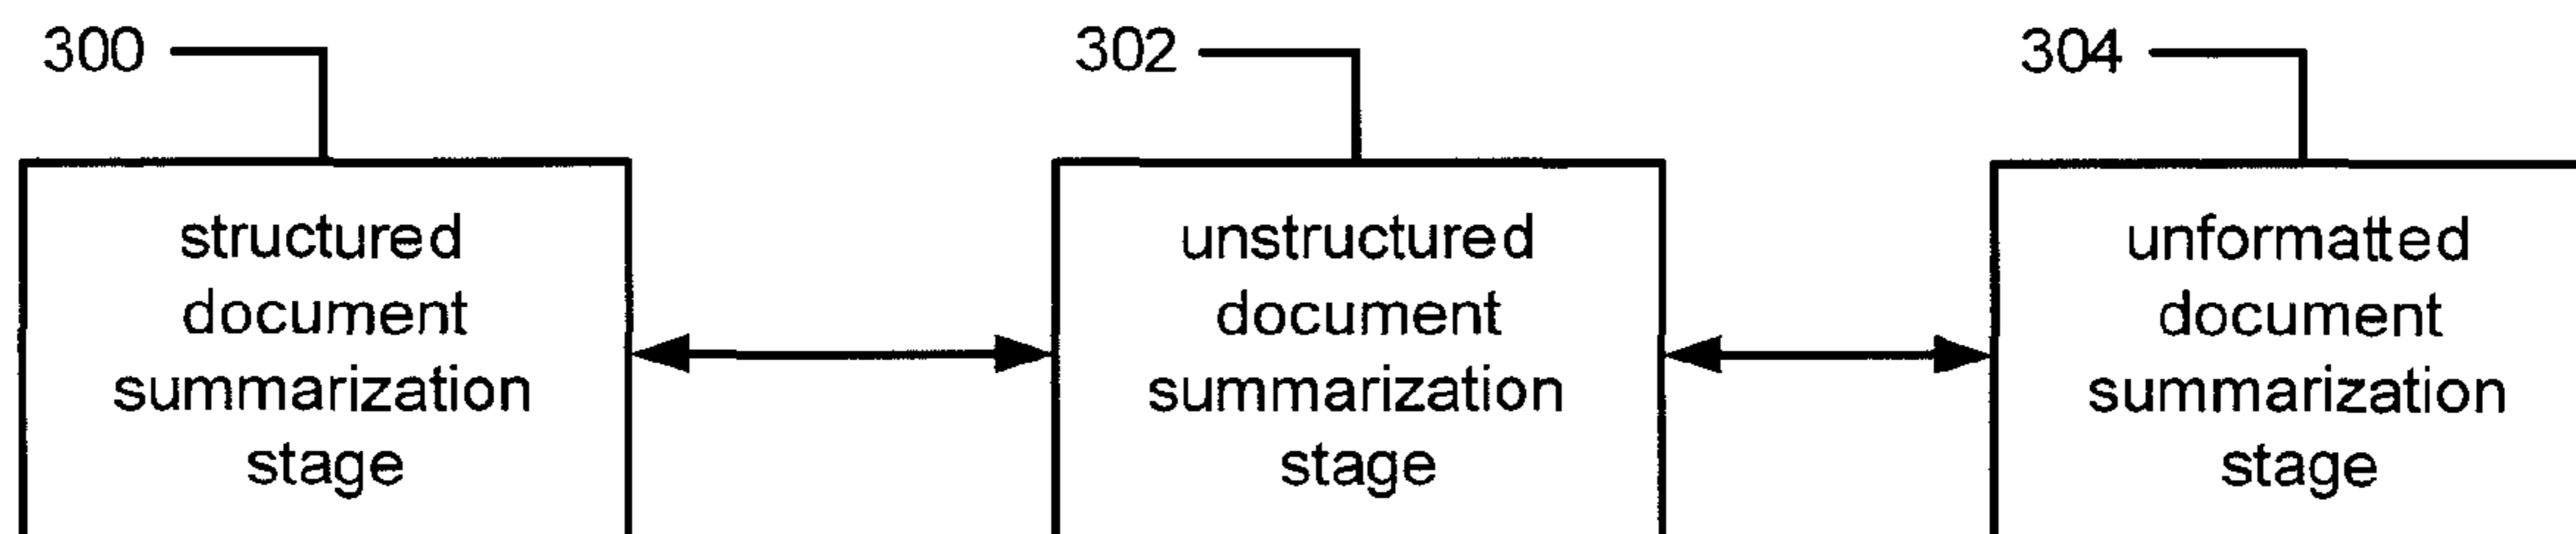 300
302
304
structured
document
summarization
stage
unstructured
document
summarization
stage
unformatted
document
summarization
stage